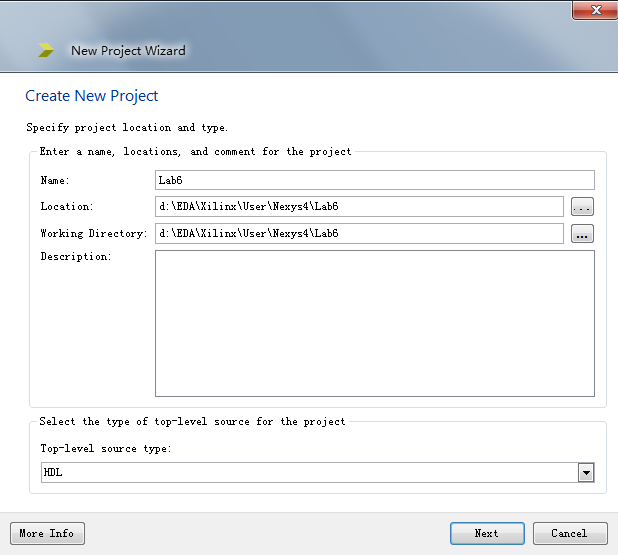 New Project Wizard
Create New Project
Specify project location and type.
Enter a name, locations, and comment for the project
Name: Lab6
Location: d:\EDA\Xilinx\User\Nexys4\Lab6 ...
Working Directory: d:\EDA\Xilinx\User\Nexys4\Lab6 ...
Description:
Select the type of top-level source for the project
Top-level source type:
HDL
More Info Next Cancel